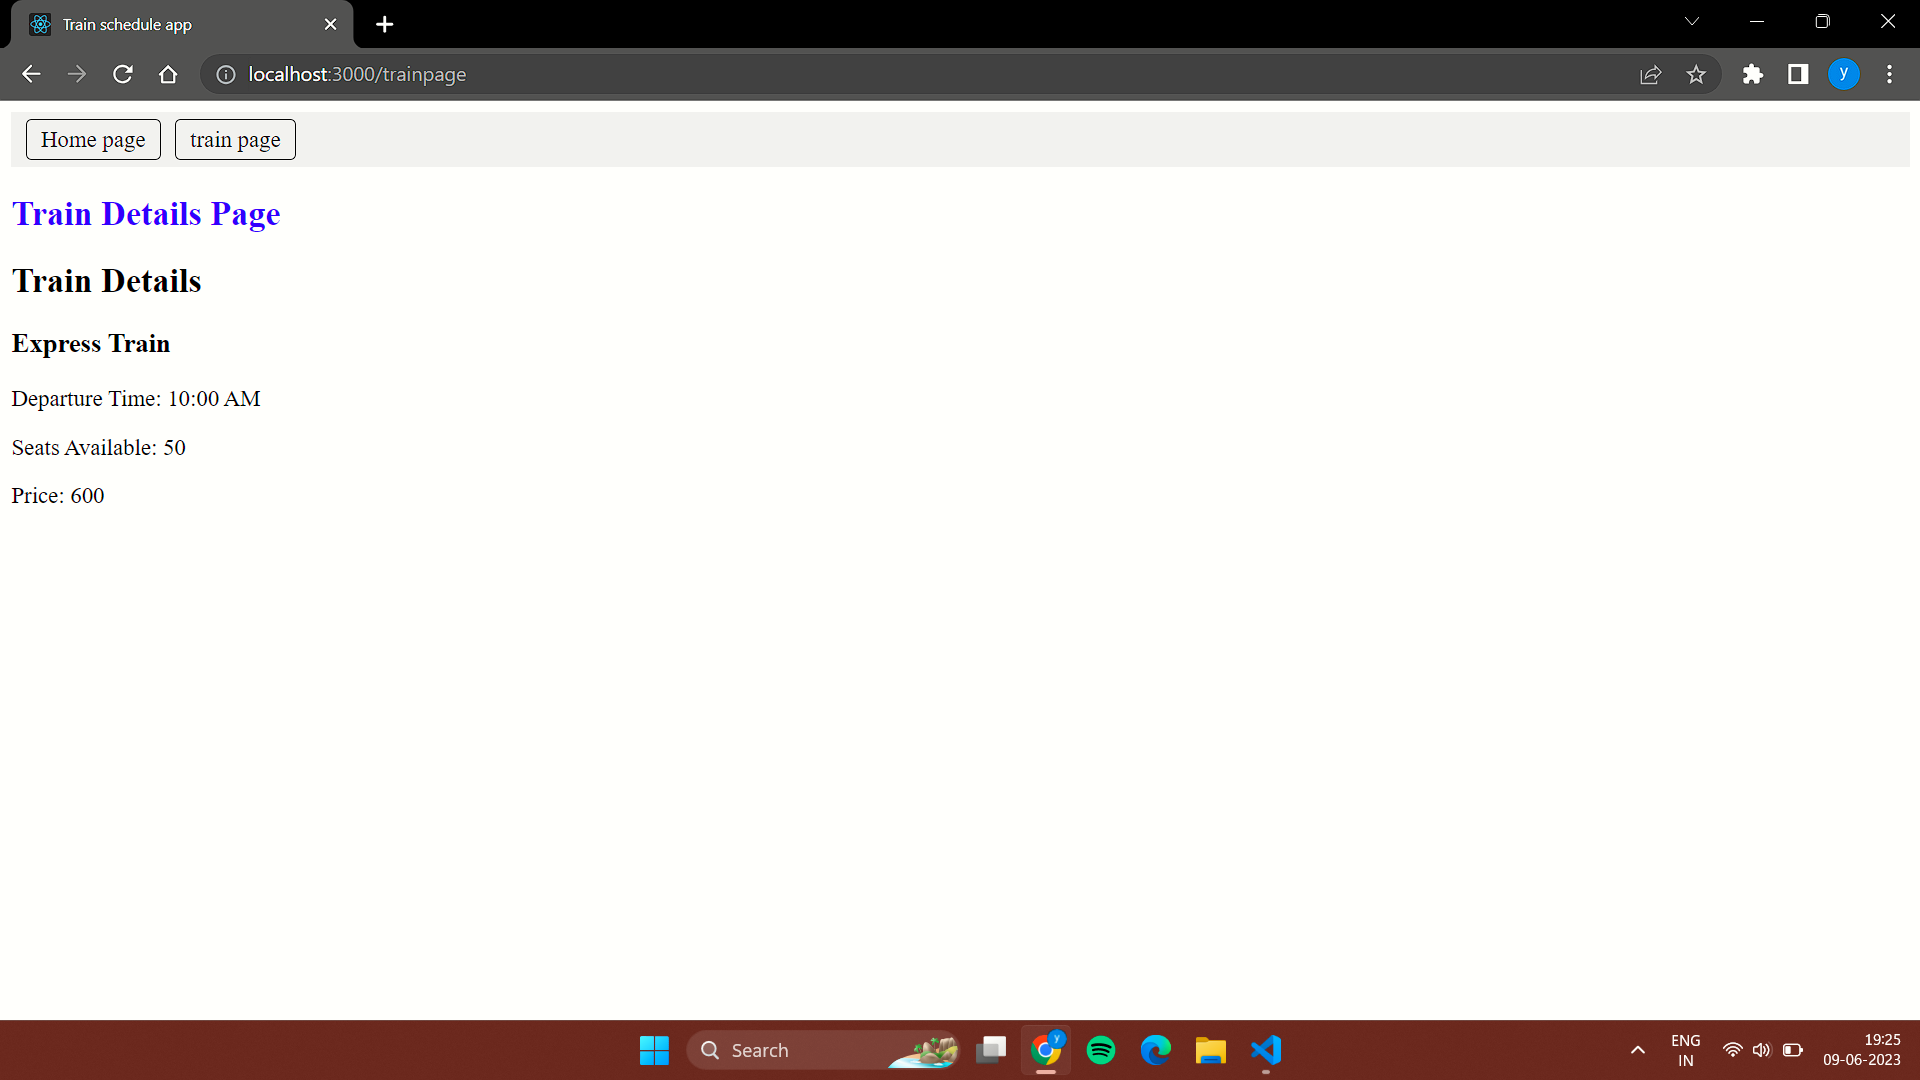 Train schedule app
localhost:3000/trainpage
y
Home page train page
Train Details Page
Train Details
Express Train
Departure Time: 10:00 AM
Seats Available: 50
Price: 600
Search
y
ENG
IN
19:25
09-06-2023